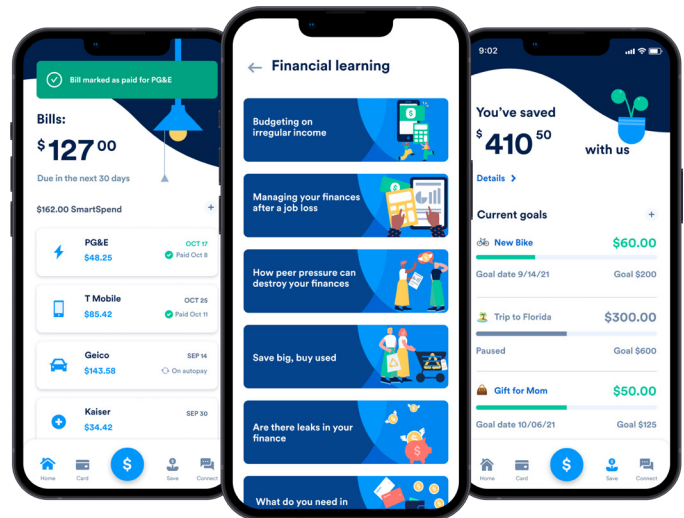 Bill marked as paid for PG&E
Bills:
$127 00
Due in the next 30 days
$162.00 SmartSpend +
PG&E OCT 17
$48.25 Paid Oct 8
T Mobile OCT 25
$85.42 Paid Oct 11
Geico SEP 14
$143.58 On autopay
Kaiser SEP 30
$34.42
$
Home Card Save Connect
Financial learning
Budgeting on
irregular income
Managing your finances
after a job loss
How peer pressure can
destroy your finances
Save big, buy used
Are there leaks in your
finance
What do you need in
9:02
You've saved
$410 50 with us
Details >
Current goals +
New Bike $60.00
Goal date 9/14/21 Goal $200
Trip to Florida $300.00
Paused Goal $600
Gift for Mom $50.00
Goal date 10/06/21 Goal $125
$
Home Card Save Connect